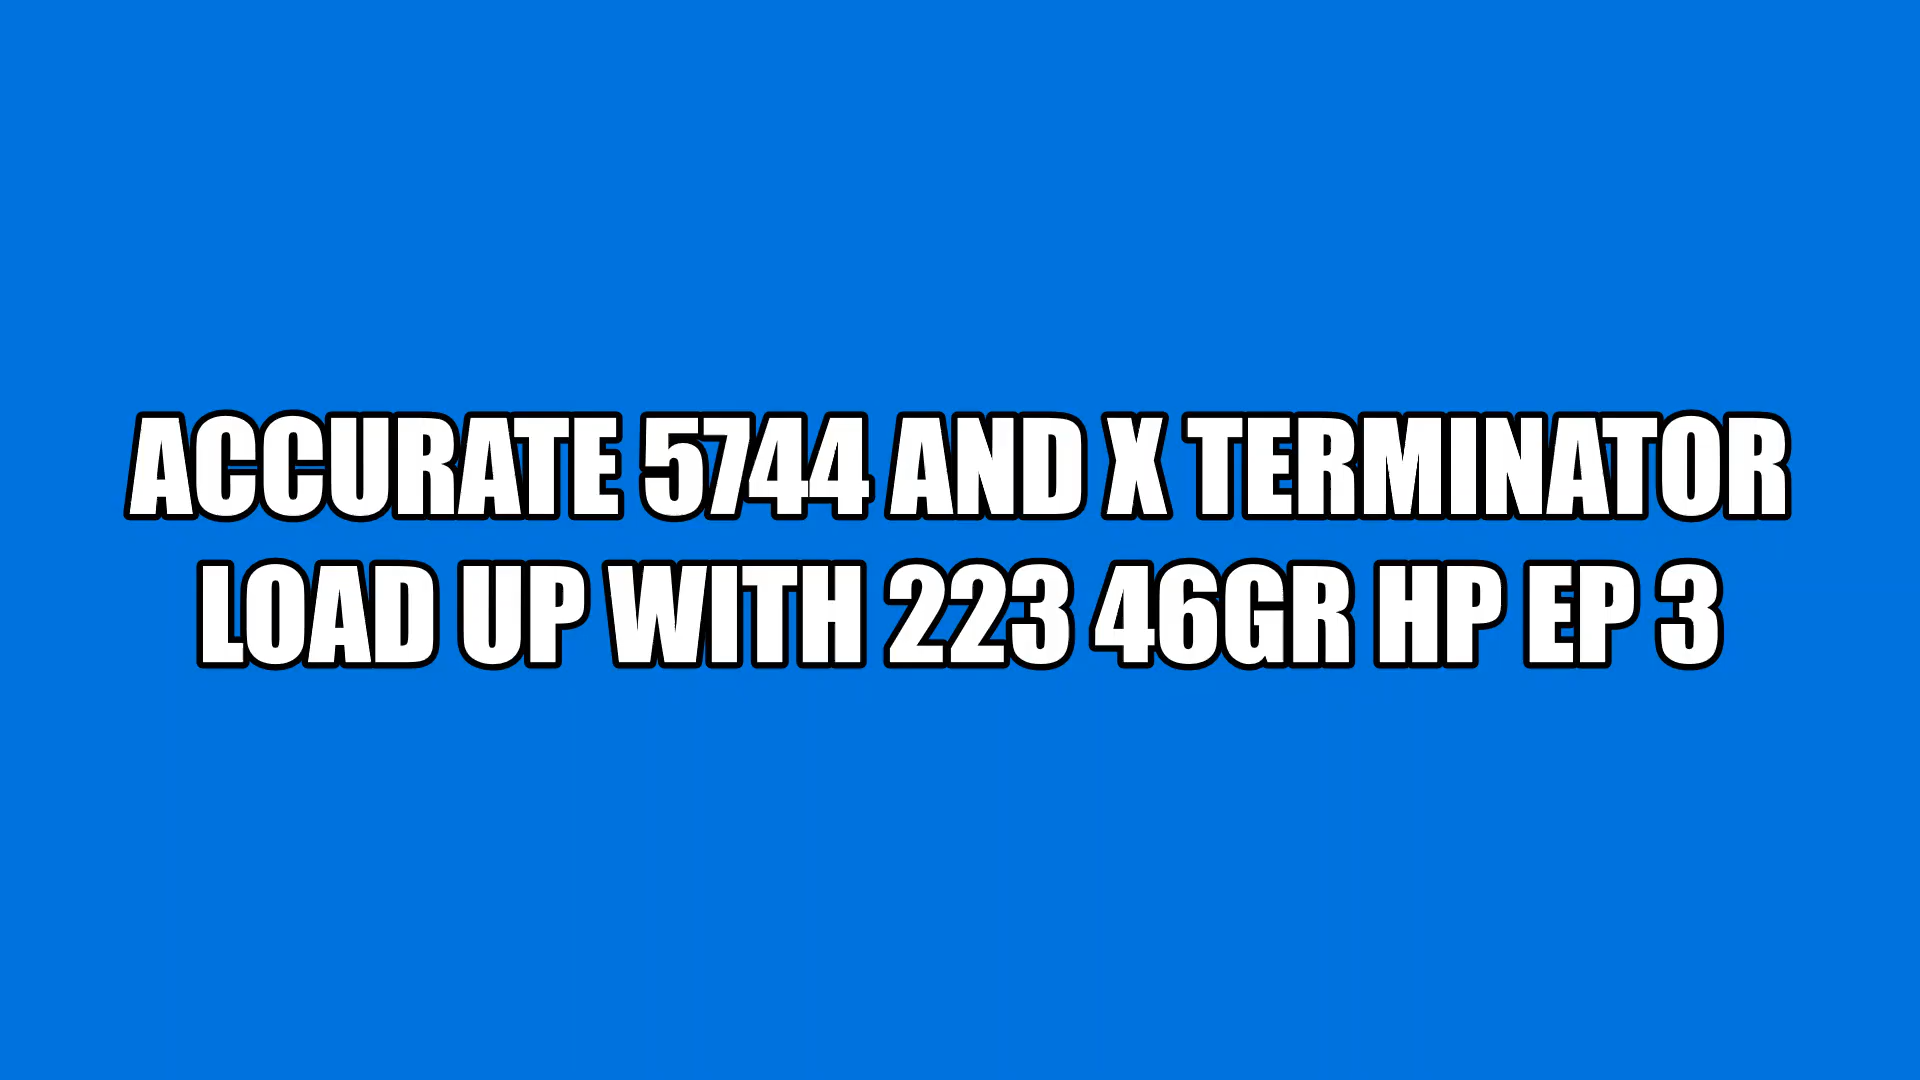 ACCURATE 5744 AND X TERMINATOR
LOAD UP WITH 223 46GR HP EP 3